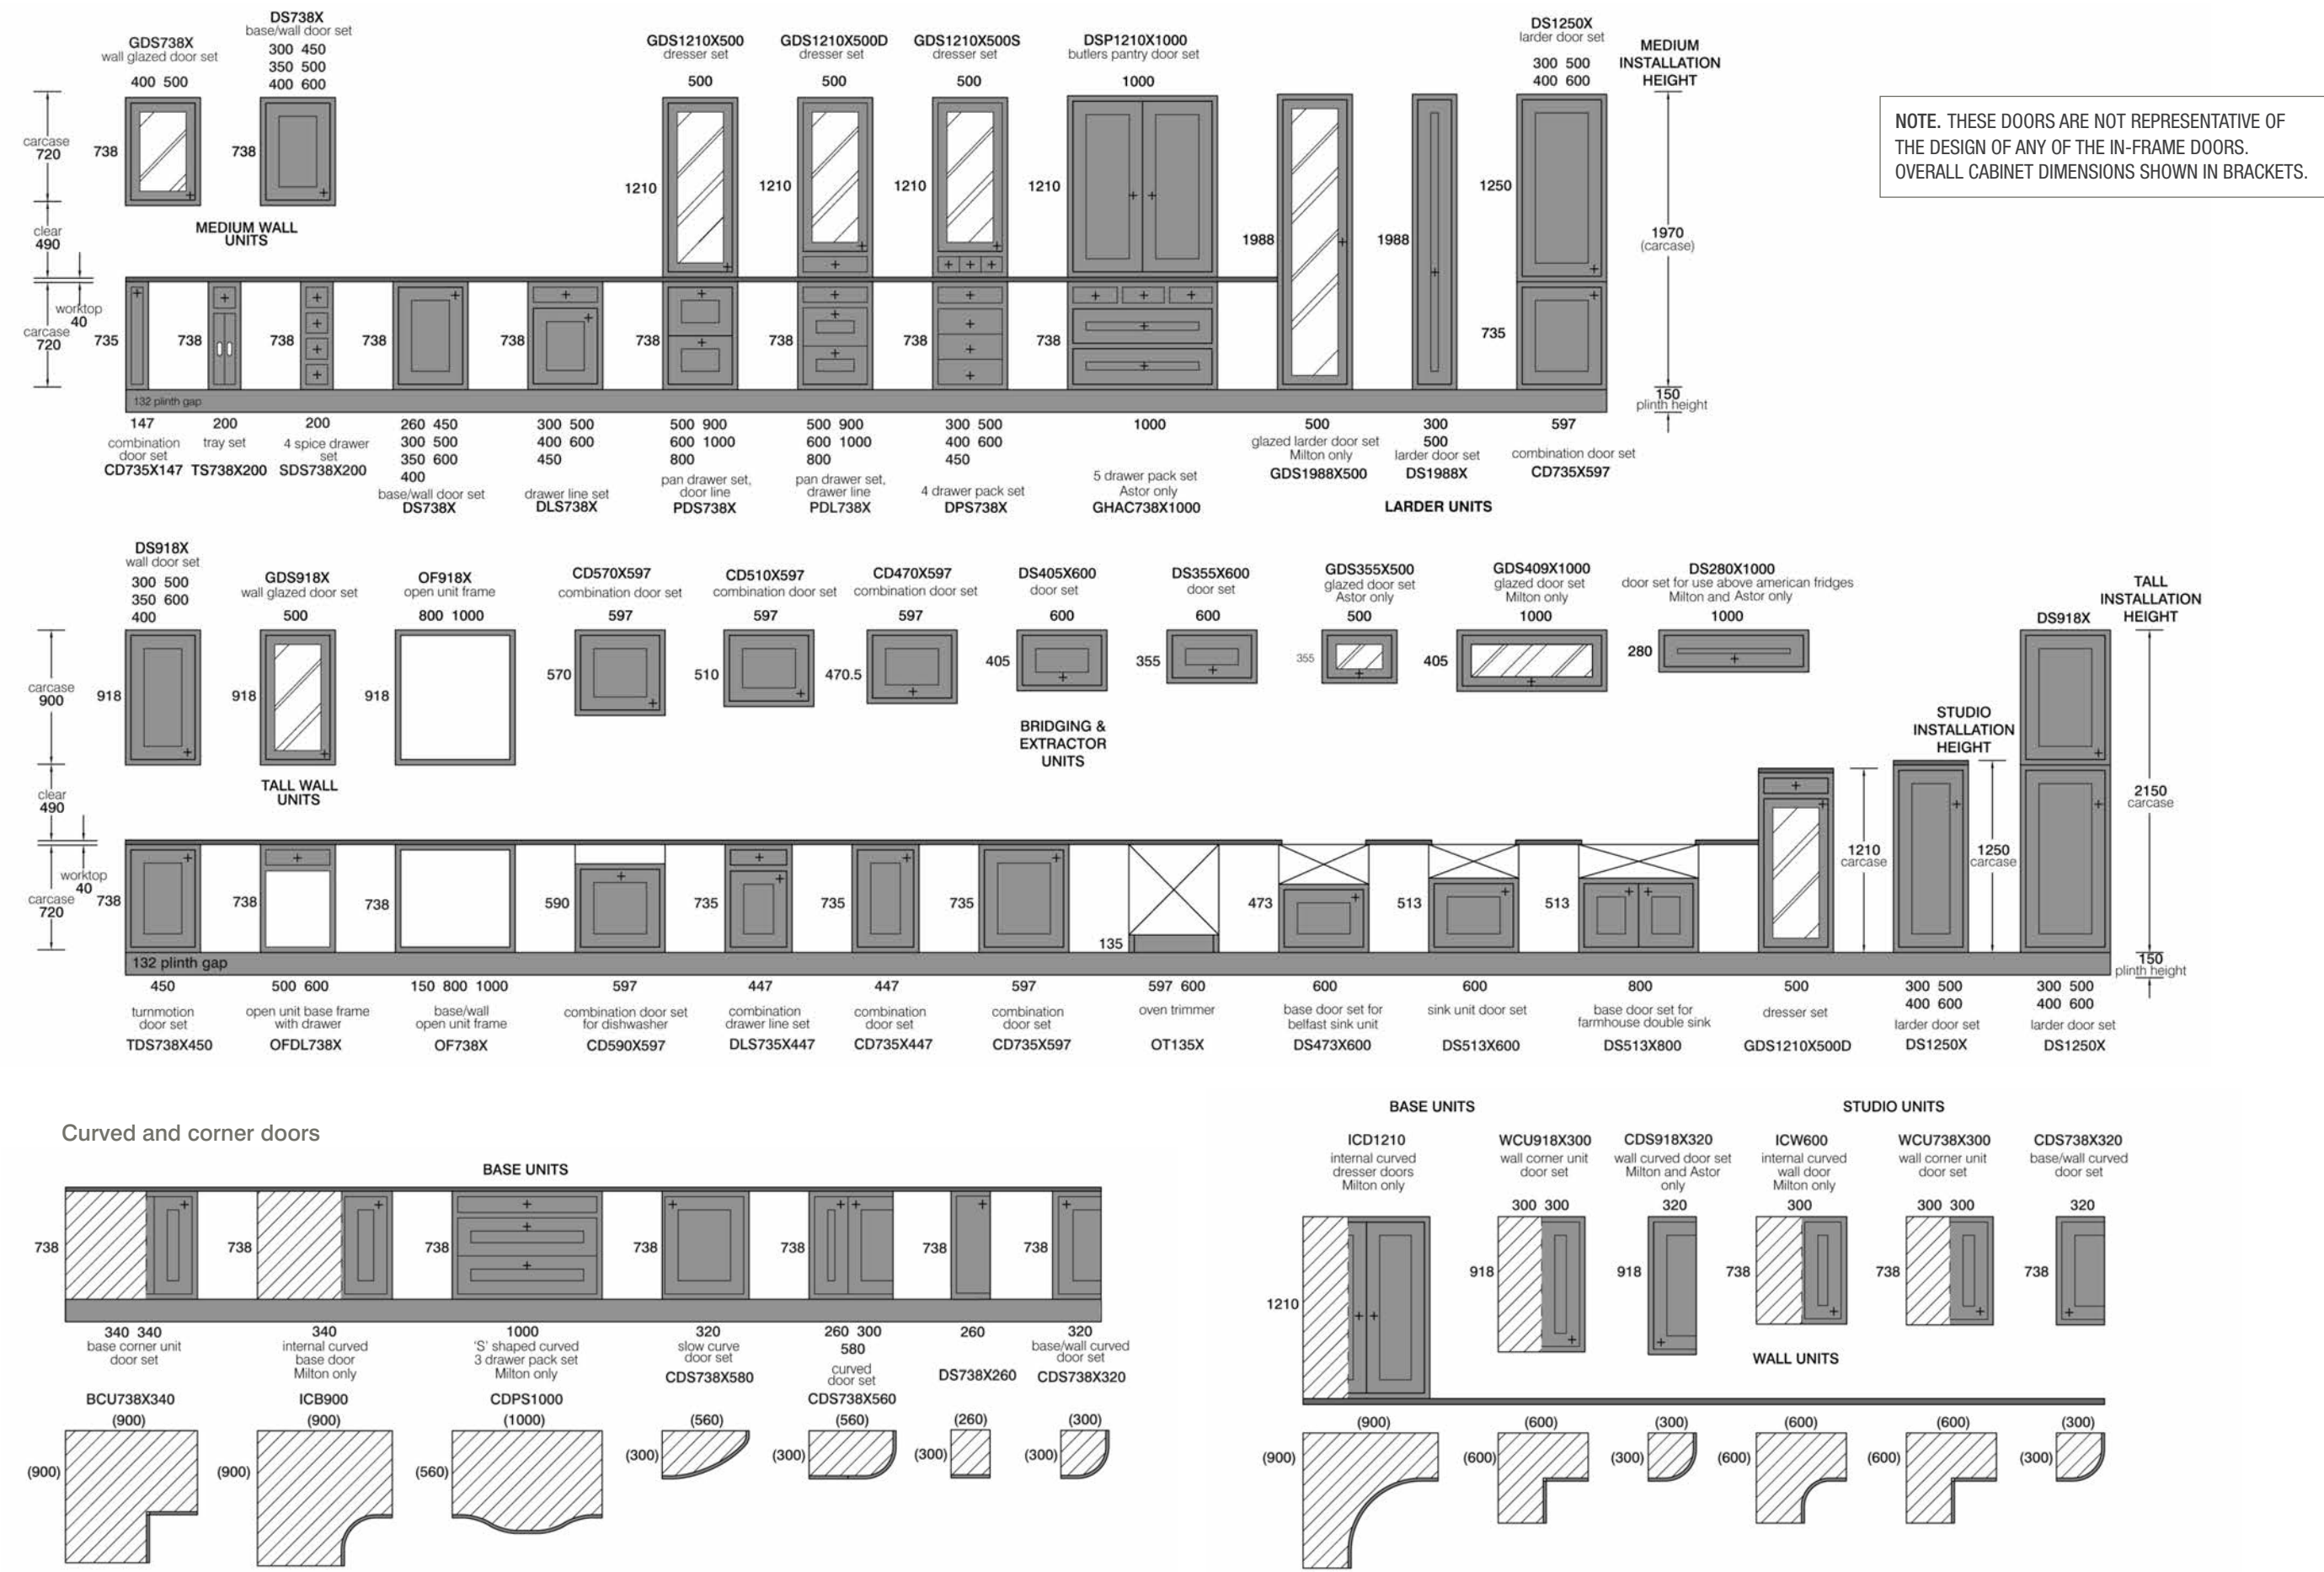 DS738X
base/wall door set
300 450
350 500
400 600
GDS738X
wall glazed door set
400 500
GDS1210X500
dresser set
500
GDS1210X500D
dresser set
500
GDS1210X500S
dresser set
500
DSP1210X1000
butlers pantry door set
1000
DS1250X
larder door set
300 500
400 600
MEDIUM
INSTALLATION
HEIGHT
NOTE. THESE DOORS ARE NOT REPRESENTATIVE OF
THE DESIGN OF ANY OF THE IN-FRAME DOORS.
OVERALL CABINET DIMENSIONS SHOWN IN BRACKETS.
carcase
720
738
738
1210
1210
1210
1210
1250
clear
490
MEDIUM WALL
UNITS
1988
1988
1970
(carcase)
worktop
40
carcase
720
735
738
738
738
738
738
738
738
738
735
132 plinth gap
150
plinth height
147
combination
door set
CD735X147
200
tray set
TS738X200
200
4 spice drawer
set
SDS738X200
260 450
300 500
350 600
400
base/wall door set
DS738X
300 500
400 600
450
drawer line set
DLS738X
500 900
600 1000
800
pan drawer set,
door line
PDS738X
500 900
600 1000
800
pan drawer set,
drawer line
PDL738X
300 500
400 600
450
4 drawer pack set
DPS738X
1000
5 drawer pack set
Astor only
GHAC738X1000
500
glazed larder door set
Milton only
GDS1988X500
300
500
larder door set
DS1988X
597
combination door set
CD735X597
LARDER UNITS
DS918X
wall door set
300 500
350 600
400
GDS918X
wall glazed door set
500
OF918X
open unit frame
800 1000
CD570X597
combination door set
597
CD510X597
combination door set
597
CD470X597
combination door set
597
DS405X600
door set
600
DS355X600
door set
600
GDS355X500
glazed door set
Astor only
500
GDS409X1000
glazed door set
Milton only
1000
DS280X1000
door set for use above american fridges
Milton and Astor only
1000
TALL
INSTALLATION
HEIGHT
DS918X
carcase
900
918
918
918
570
510
470.5
405
355
355
405
280
TALL WALL
UNITS
BRIDGING &
EXTRACTOR
UNITS
STUDIO
INSTALLATION
HEIGHT
clear
490
2150
carcase
worktop
40
carcase
720
738
738
738
590
735
735
735
135
473
513
513
1210
carcase
1250
carcase
132 plinth gap
150
plinth height
450
turnmotion
door set
TDS738X450
500 600
open unit base frame
with drawer
OFDL738X
150 800 1000
base/wall
open unit frame
OF738X
597
combination door set
for dishwasher
CD590X597
447
combination
drawer line set
DLS735X447
447
combination
door set
CD735X447
597
combination
door set
CD735X597
597 600
oven trimmer
OT135X
600
base door set for
belfast sink unit
DS473X600
600
sink unit door set
DS513X600
800
base door set for
farmhouse double sink
DS513X800
500
dresser set
GDS1210X500D
300 500
400 600
larder door set
DS1250X
300 500
400 600
larder door set
DS1250X
Curved and corner doors
BASE UNITS
738
738
738
738
738
738
738
340 340
base corner unit
door set
BCU738X340
(900)
(900)
340
internal curved
base door
Milton only
ICB900
(900)
(900)
1000
'S' shaped curved
3 drawer pack set
Milton only
CDPS1000
(1000)
(560)
320
slow curve
door set
CDS738X580
(560)
(300)
260 300
580
curved
door set
CDS738X560
(560)
(300)
260
DS738X260
(260)
(300)
320
base/wall curved
door set
CDS738X320
(300)
(300)
BASE UNITS
STUDIO UNITS
ICD1210
internal curved
dresser doors
Milton only
WCU918X300
wall corner unit
door set
300 300
CDS918X320
wall curved door set
Milton and Astor
only
320
ICW600
internal curved
wall door
Milton only
300
WCU738X300
wall corner unit
door set
300 300
CDS738X320
base/wall curved
door set
320
1210
918
918
738
738
738
WALL UNITS
(900)
(900)
(600)
(600)
(300)
(300)
(600)
(600)
(600)
(600)
(300)
(300)